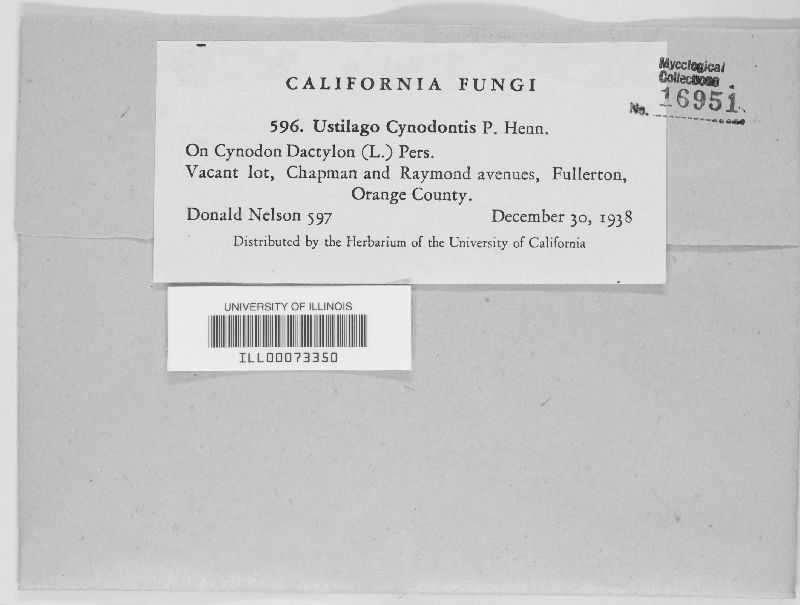 CALIFORNIA FUNGI
Mycological
Collections
No. 16951
596. Ustilago Cynodontis P. Henn.
On Cynodon Dactylon (L.) Pers.
Vacant lot, Chapman and Raymond avenues, Fullerton,
Orange County.
Donald Nelson 597 December 30, 1938
Distributed by the Herbarium of the University of California
UNIVERSITY OF ILLINOIS
ILL00073350